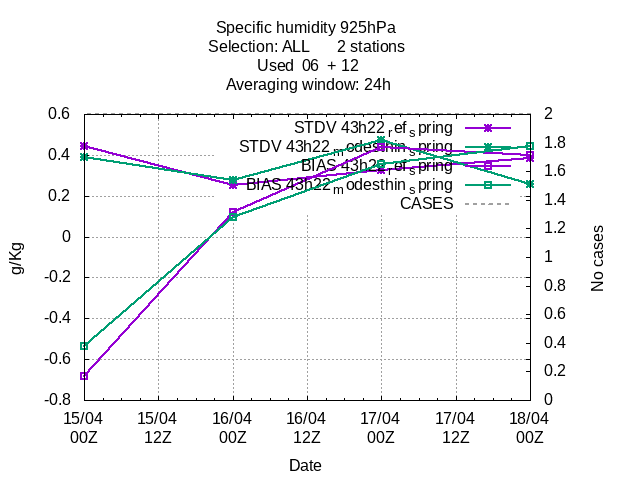 Specific humidity 925hPa
Selection: ALL 2 stations
Used 06 + 12
Averaging window: 24h
0.6
0.4
0.2
0
-0.2
-0.4
-0.6
-0.8
g/Kg
STDV 43h22_ref_spring
STDV 43h22_modesthin_spring
BIAS 43h22_ref_spring
BIAS 43h22_modesthin_spring
CASES
2
1.8
1.6
1.4
1.2
1
0.8
0.6
0.4
0.2
0
No cases
15/04 15/04 16/04 16/04 17/04 17/04 18/04
00Z 12Z 00Z 12Z 00Z 12Z 00Z
Date